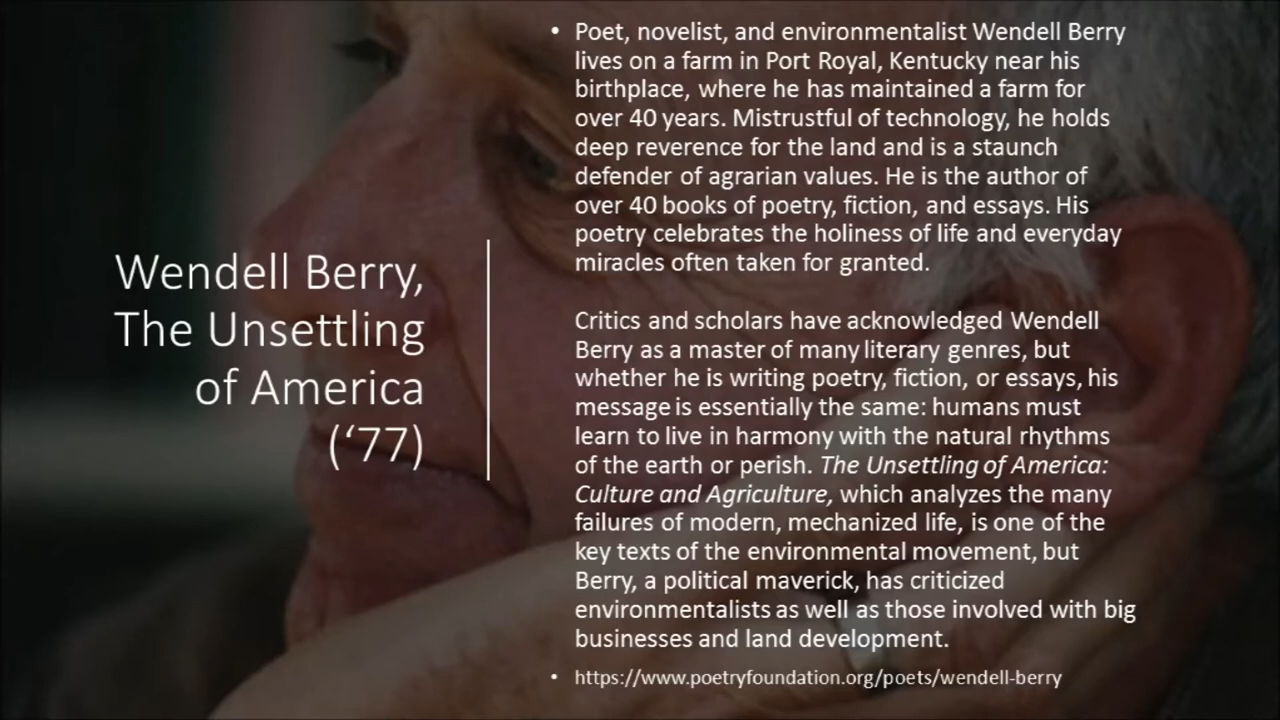 Wendell Berry,
The Unsettling
of America
(‘77)
• Poet, novelist, and environmentalist Wendell Berry
lives on a farm in Port Royal, Kentucky near his
birthplace, where he has maintained a farm for
over 40 years. Mistrustful of technology, he holds
deep reverence for the land and is a staunch
defender of agrarian values. He is the author of
over 40 books of poetry, fiction, and essays. His
poetry celebrates the holiness of life and everyday
miracles often taken for granted.
Critics and scholars have acknowledged Wendell
Berry as a master of many literary genres, but
whether he is writing poetry, fiction, or essays, his
message is essentially the same: humans must
learn to live in harmony with the natural rhythms
of the earth or perish. The Unsettling of America:
Culture and Agriculture, which analyzes the many
failures of modern, mechanized life, is one of the
key texts of the environmental movement, but
Berry, a political maverick, has criticized
environmentalists as well as those involved with big
businesses and land development.
• https://www.poetryfoundation.org/poets/wendell-berry